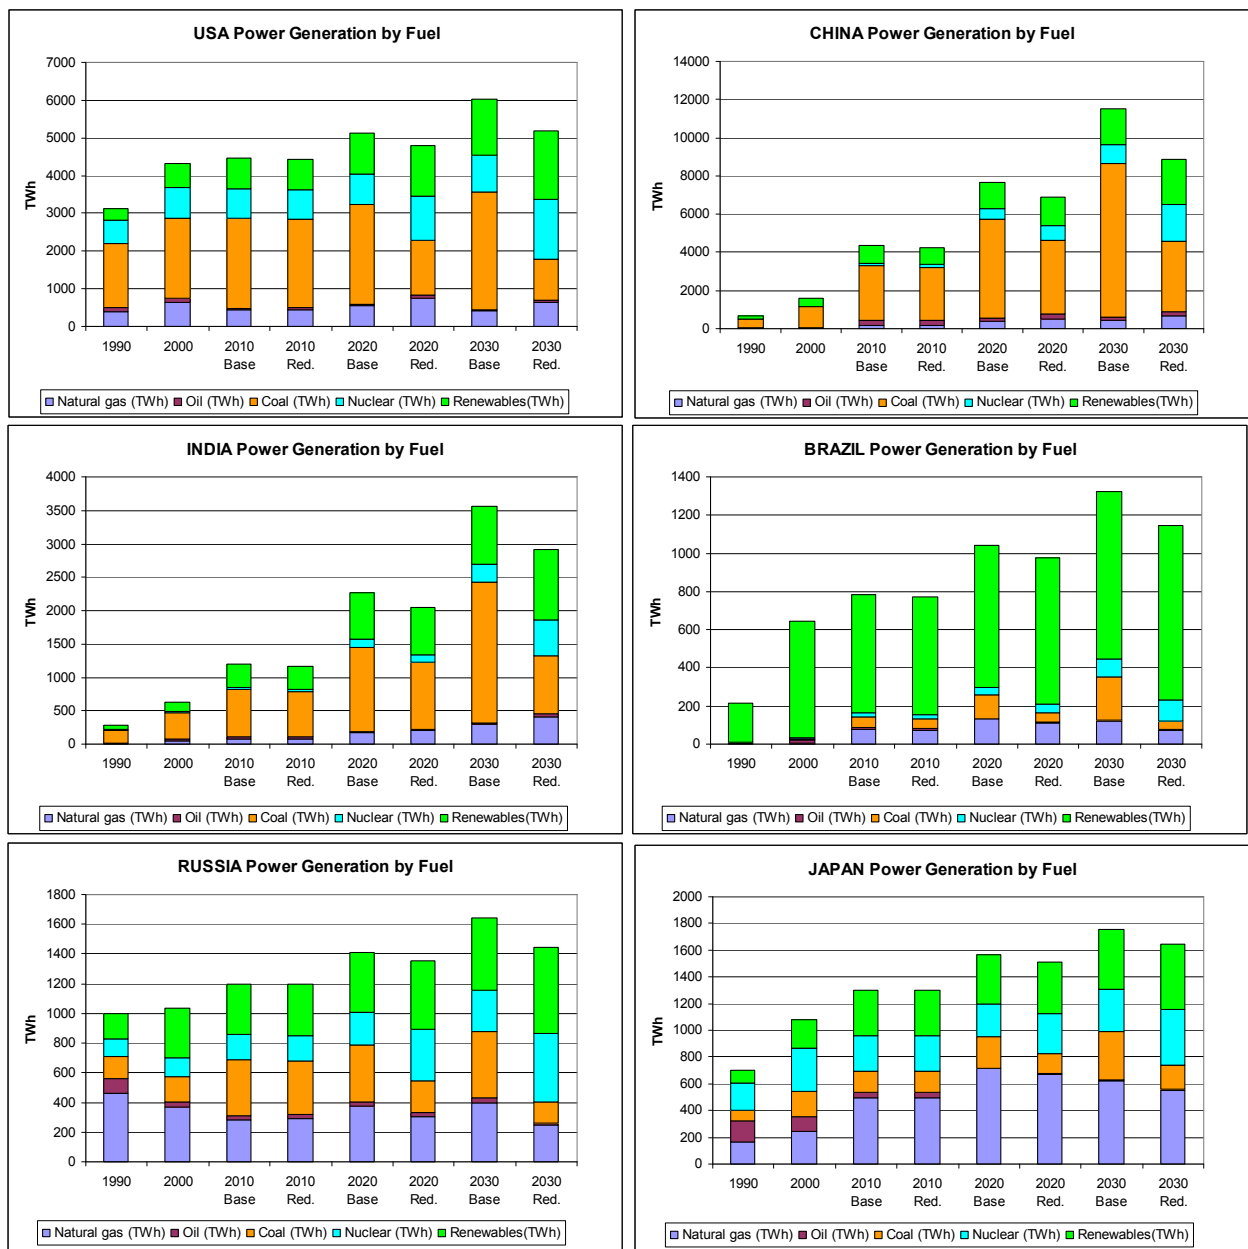 USA Power Generation by Fuel
TWh
7000
6000
5000
4000
3000
2000
1000
0
1990 2000 2010 2010 2020 2020 2030 2030
Base Red. Base Red. Base Red.
Natural gas (TWh) Oil (TWh) Coal (TWh) Nuclear (TWh) Renewables(TWh)
CHINA Power Generation by Fuel
TWh
14000
12000
10000
8000
6000
4000
2000
0
1990 2000 2010 2010 2020 2020 2030 2030
Base Red. Base Red. Base Red.
Natural gas (TWh) Oil (TWh) Coal (TWh) Nuclear (TWh) Renewables(TWh)
INDIA Power Generation by Fuel
TWh
4000
3500
3000
2500
2000
1500
1000
500
0
1990 2000 2010 2010 2020 2020 2030 2030
Base Red. Base Red. Base Red.
Natural gas (TWh) Oil (TWh) Coal (TWh) Nuclear (TWh) Renewables(TWh)
BRAZIL Power Generation by Fuel
TWh
1400
1200
1000
800
600
400
200
0
1990 2000 2010 2010 2020 2020 2030 2030
Base Red. Base Red. Base Red.
Natural gas (TWh) Oil (TWh) Coal (TWh) Nuclear (TWh) Renewables(TWh)
RUSSIA Power Generation by Fuel
TWh
1800
1600
1400
1200
1000
800
600
400
200
0
1990 2000 2010 2010 2020 2020 2030 2030
Base Red. Base Red. Base Red.
Natural gas (TWh) Oil (TWh) Coal (TWh) Nuclear (TWh) Renewables(TWh)
JAPAN Power Generation by Fuel
TWh
2000
1800
1600
1400
1200
1000
800
600
400
200
0
1990 2000 2010 2010 2020 2020 2030 2030
Base Red. Base Red. Base Red.
Natural gas (TWh) Oil (TWh) Coal (TWh) Nuclear (TWh) Renewables(TWh)